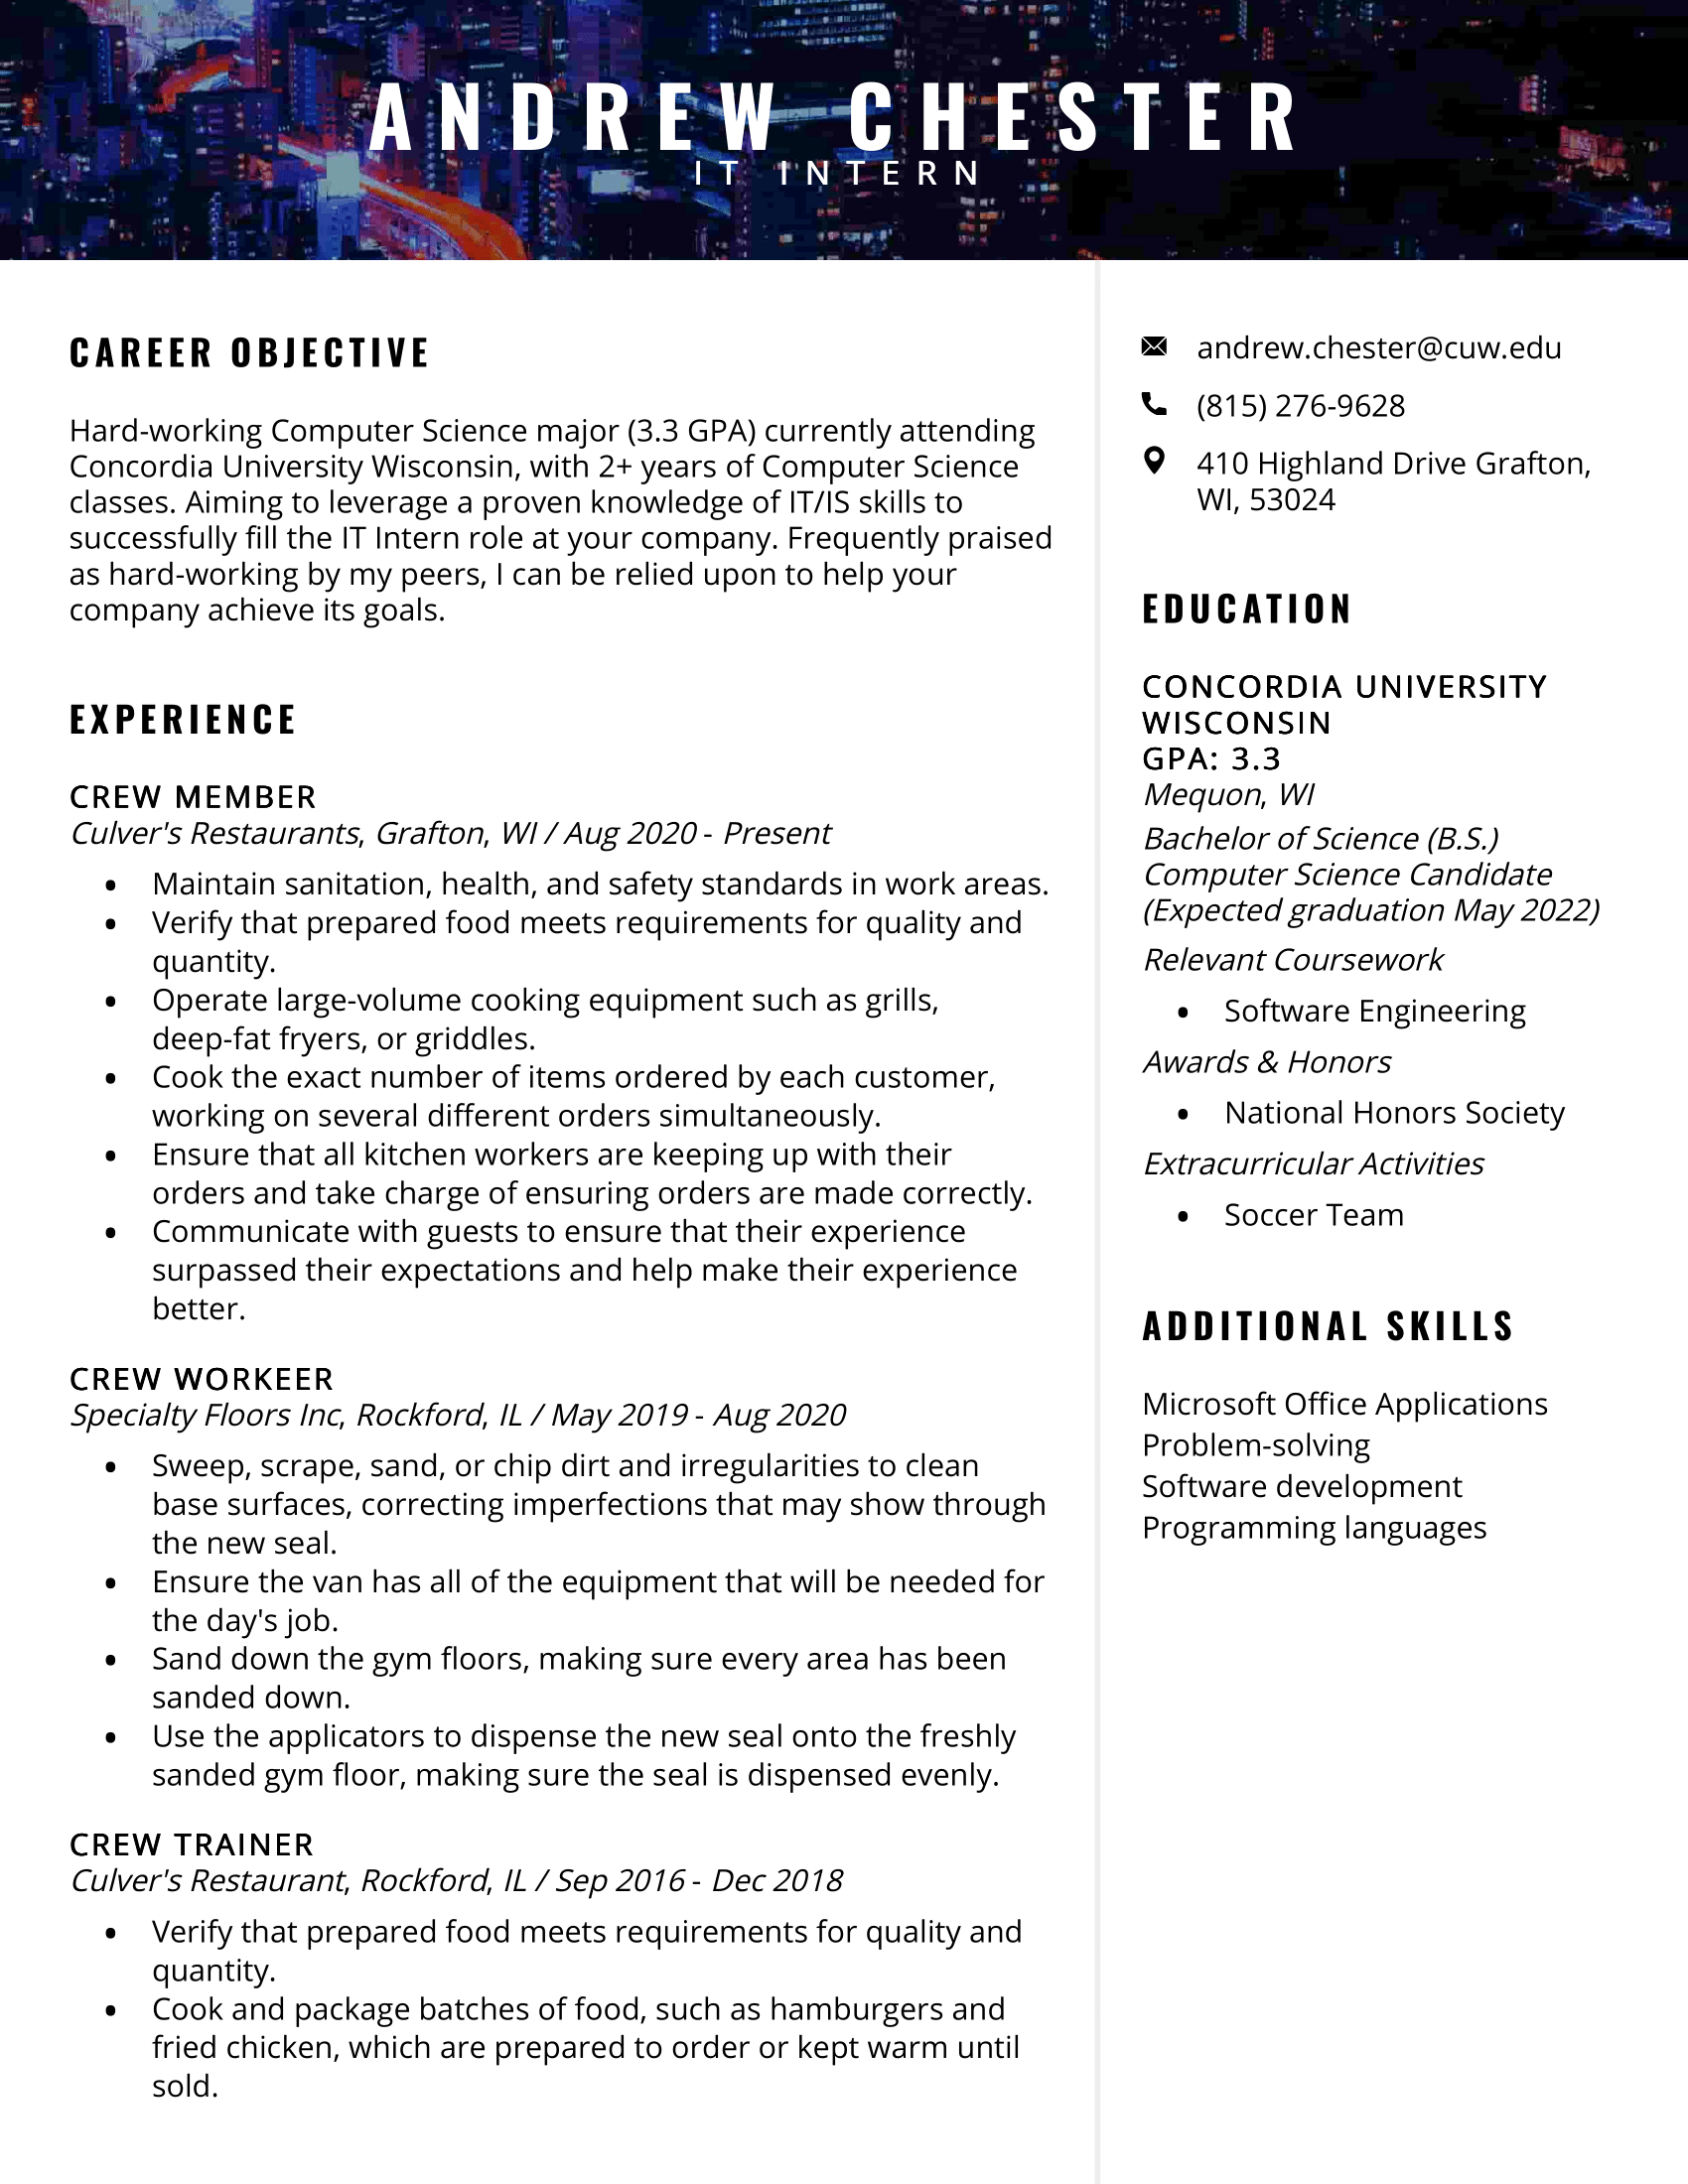 ANDREW CHESTER
IT INTERN
CAREER OBJECTIVE
Hard-working Computer Science major (3.3 GPA) currently attending
Concordia University Wisconsin, with 2+ years of Computer Science
classes. Aiming to leverage a proven knowledge of IT/IS skills to
successfully fill the IT Intern role at your company. Frequently praised
as hard-working by my peers, I can be relied upon to help your
company achieve its goals.
EXPERIENCE
CREW MEMBER
Culver's Restaurants, Grafton, WI / Aug 2020 - Present
• Maintain sanitation, health, and safety standards in work areas.
• Verify that prepared food meets requirements for quality and
quantity.
• Operate large-volume cooking equipment such as grills,
deep-fat fryers, or griddles.
• Cook the exact number of items ordered by each customer,
working on several different orders simultaneously.
• Ensure that all kitchen workers are keeping up with their
orders and take charge of ensuring orders are made correctly.
• Communicate with guests to ensure that their experience
surpassed their expectations and help make their experience
better.
CREW WORKEER
Specialty Floors Inc, Rockford, IL / May 2019 - Aug 2020
• Sweep, scrape, sand, or chip dirt and irregularities to clean
base surfaces, correcting imperfections that may show through
the new seal.
• Ensure the van has all of the equipment that will be needed for
the day's job.
• Sand down the gym floors, making sure every area has been
sanded down.
• Use the applicators to dispense the new seal onto the freshly
sanded gym floor, making sure the seal is dispensed evenly.
CREW TRAINER
Culver's Restaurant, Rockford, IL / Sep 2016 - Dec 2018
• Verify that prepared food meets requirements for quality and
quantity.
• Cook and package batches of food, such as hamburgers and
fried chicken, which are prepared to order or kept warm until
sold.
andrew.chester@cuw.edu
(815) 276-9628
410 Highland Drive Grafton,
WI, 53024
EDUCATION
CONCORDIA UNIVERSITY
WISCONSIN
GPA: 3.3
Mequon, WI
Bachelor of Science (B.S.)
Computer Science Candidate
(Expected graduation May 2022)
Relevant Coursework
• Software Engineering
Awards & Honors
• National Honors Society
Extracurricular Activities
• Soccer Team
ADDITIONAL SKILLS
Microsoft Office Applications
Problem-solving
Software development
Programming languages